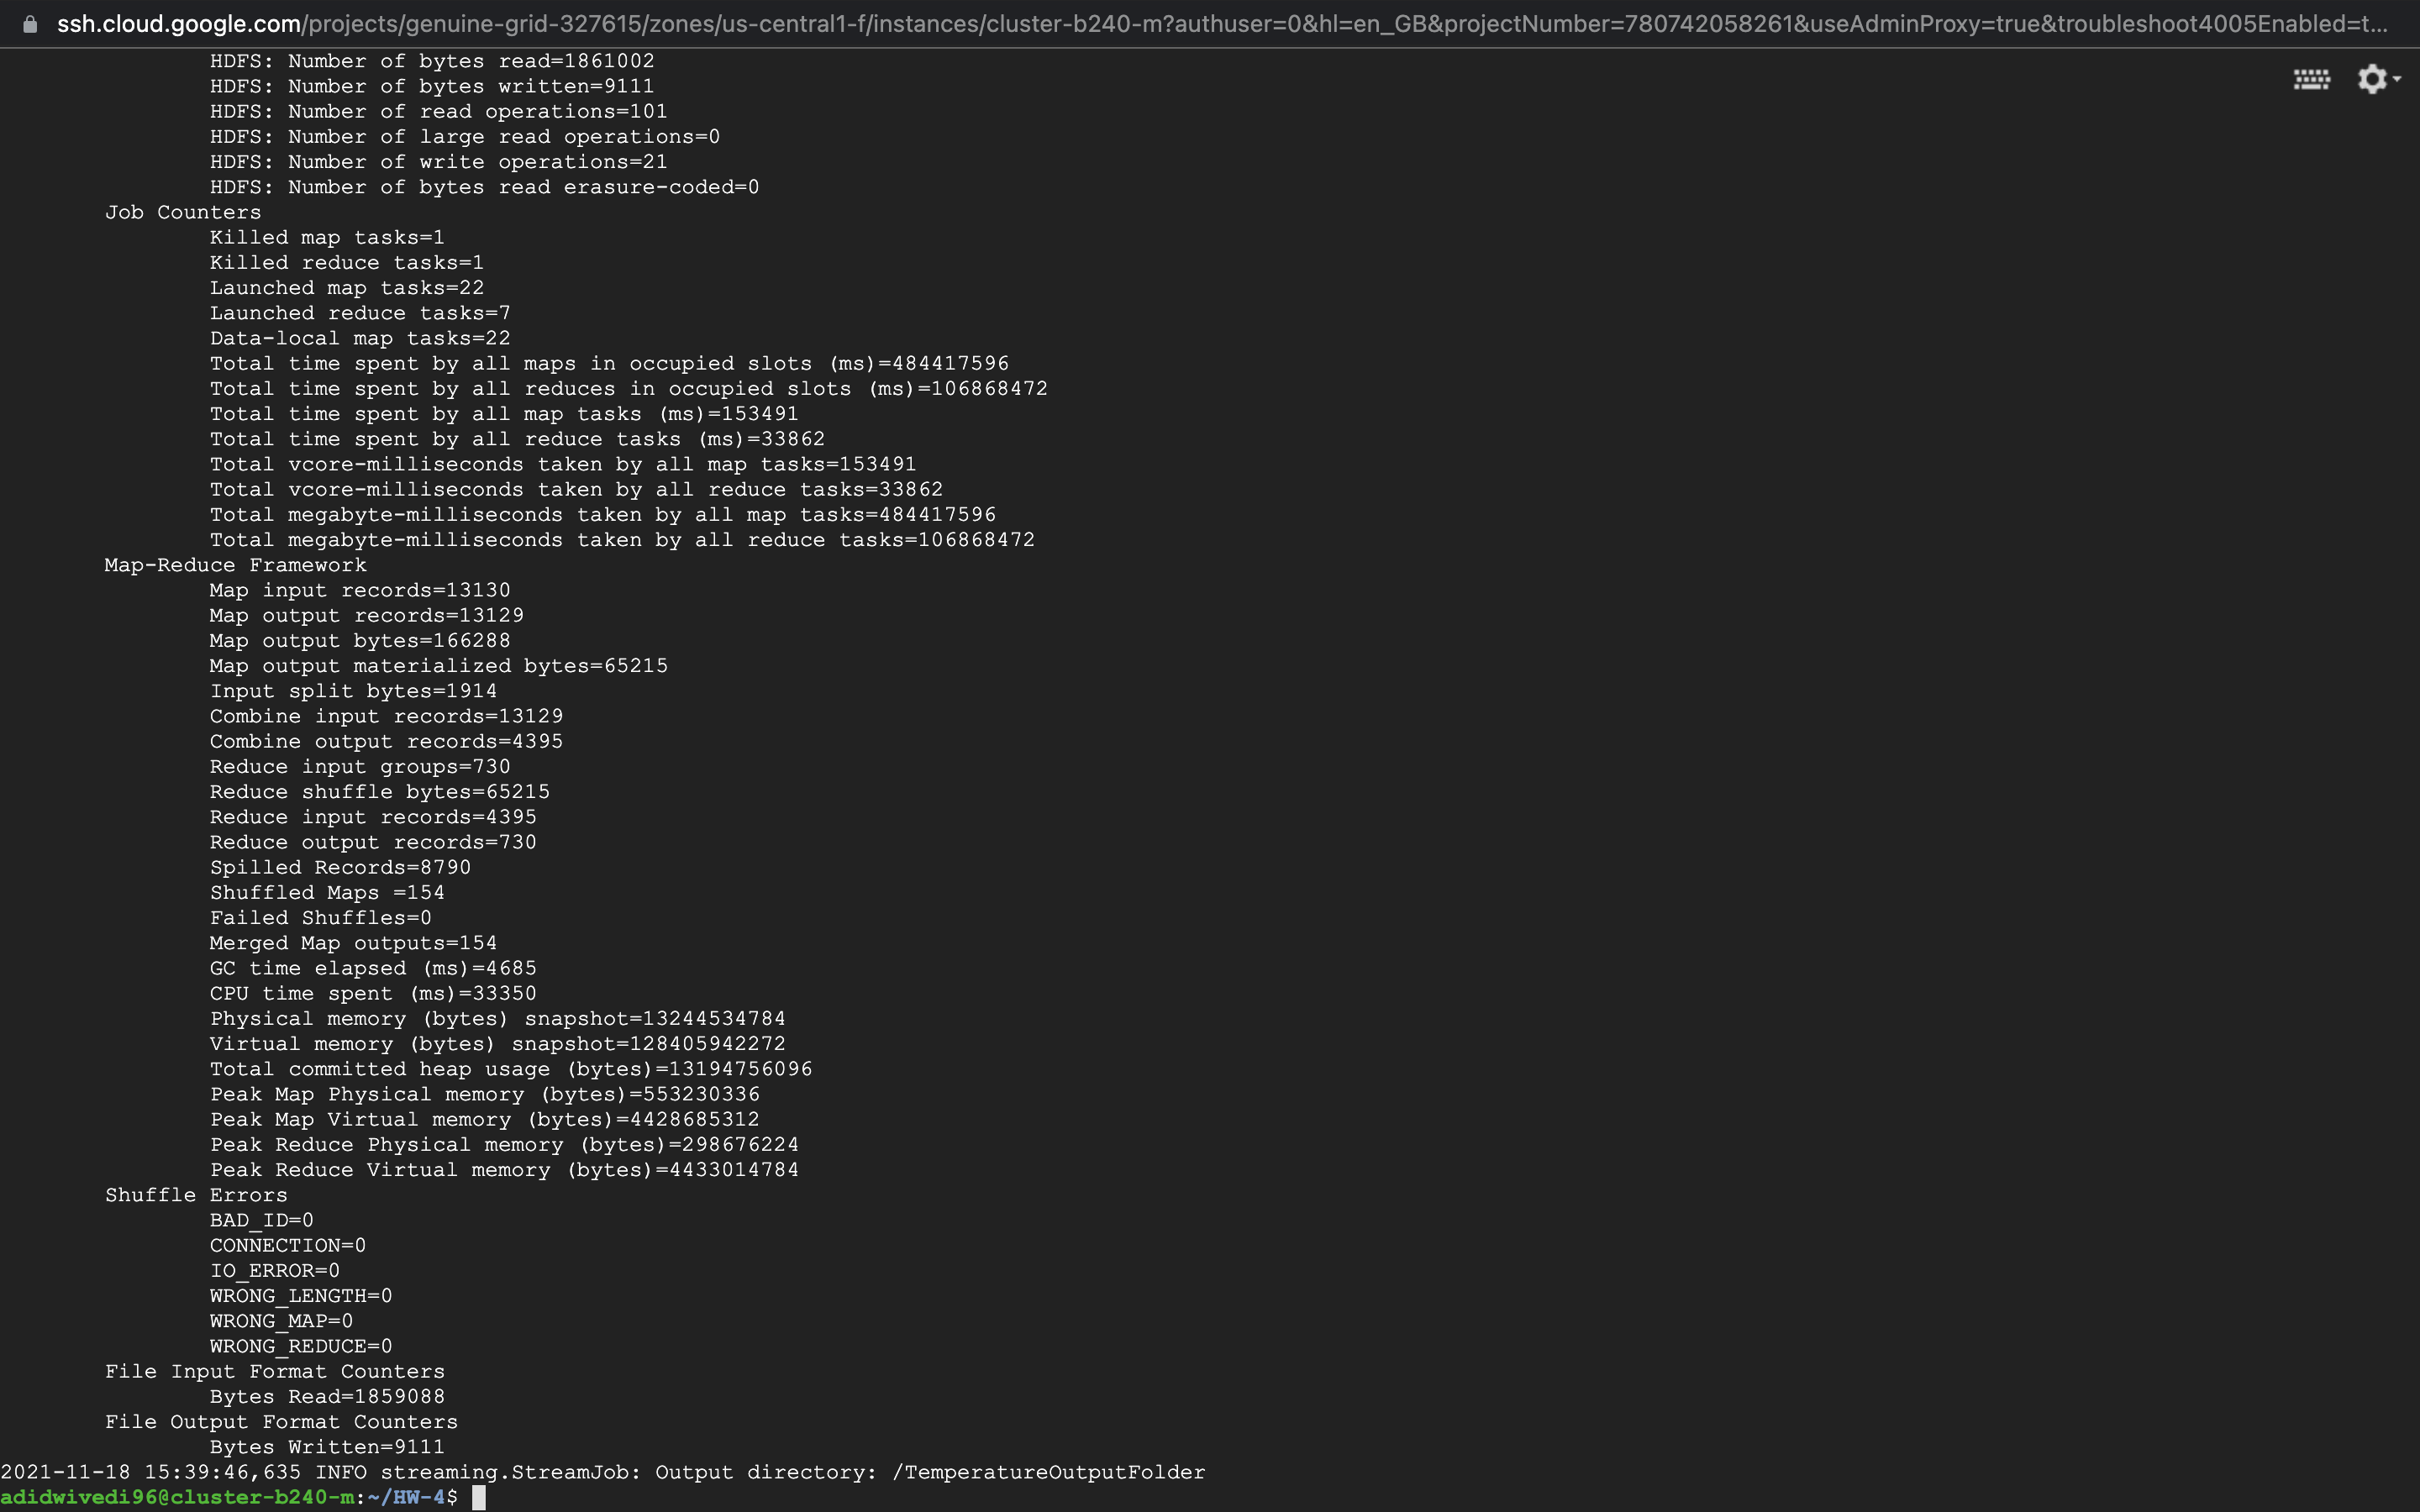 ssh.cloud.google.com/projects/genuine-grid-327615/zones/us-central1-f/instances/cluster-b240-m?authuser=0&hl=en_GB&projectNumber=780742058261&useAdminProxy=true&troubleshoot4005Enabled=t...
HDFS: Number of bytes read=1861002
HDFS: Number of bytes written=9111
HDFS: Number of read operations=101
HDFS: Number of large read operations=0
HDFS: Number of write operations=21
HDFS: Number of bytes read erasure-coded=0
Job Counters
Killed map tasks=1
Killed reduce tasks=1
Launched map tasks=22
Launched reduce tasks=7
Data-local map tasks=22
Total time spent by all maps in occupied slots (ms)=484417596
Total time spent by all reduces in occupied slots (ms)=106868472
Total time spent by all map tasks (ms)=153491
Total time spent by all reduce tasks (ms)=33862
Total vcore-milliseconds taken by all map tasks=153491
Total vcore-milliseconds taken by all reduce tasks=33862
Total megabyte-milliseconds taken by all map tasks=484417596
Total megabyte-milliseconds taken by all reduce tasks=106868472
Map-Reduce Framework
Map input records=13130
Map output records=13129
Map output bytes=166288
Map output materialized bytes=65215
Input split bytes=1914
Combine input records=13129
Combine output records=4395
Reduce input groups=730
Reduce shuffle bytes=65215
Reduce input records=4395
Reduce output records=730
Spilled Records=8790
Shuffled Maps =154
Failed Shuffles=0
Merged Map outputs=154
GC time elapsed (ms)=4685
CPU time spent (ms)=33350
Physical memory (bytes) snapshot=13244534784
Virtual memory (bytes) snapshot=128405942272
Total committed heap usage (bytes)=13194756096
Peak Map Physical memory (bytes)=553230336
Peak Map Virtual memory (bytes)=4428685312
Peak Reduce Physical memory (bytes)=298676224
Peak Reduce Virtual memory (bytes)=4433014784
Shuffle Errors
BAD_ID=0
CONNECTION=0
IO_ERROR=0
WRONG_LENGTH=0
WRONG_MAP=0
WRONG_REDUCE=0
File Input Format Counters
Bytes Read=1859088
File Output Format Counters
Bytes Written=9111
2021-11-18 15:39:46,635 INFO streaming.StreamJob: Output directory: /TemperatureOutputFolder
adidwivedi96@cluster-b240-m:~/HW-4$